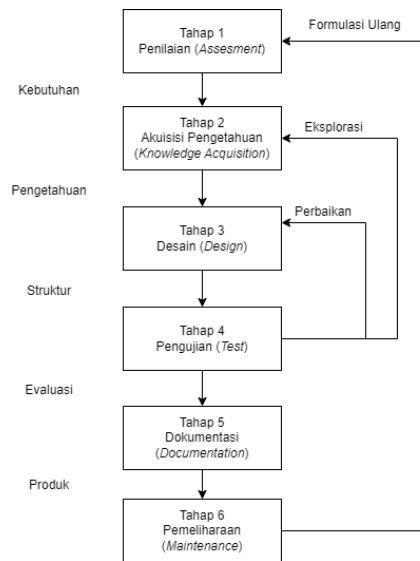 Formulasi Ulang
Tahap 1
Penilaian (Assesment)
Kebutuhan
Tahap 2
Akuisisi Pengetahuan
(Knowledge Acquisition)
Eksplorasi
Pengetahuan
Tahap 3
Desain (Design)
Perbaikan
Struktur
Tahap 4
Pengujian (Test)
Evaluasi
Tahap 5
Dokumentasi
(Documentation)
Produk
Tahap 6
Pemeliharaan
(Maintenance)